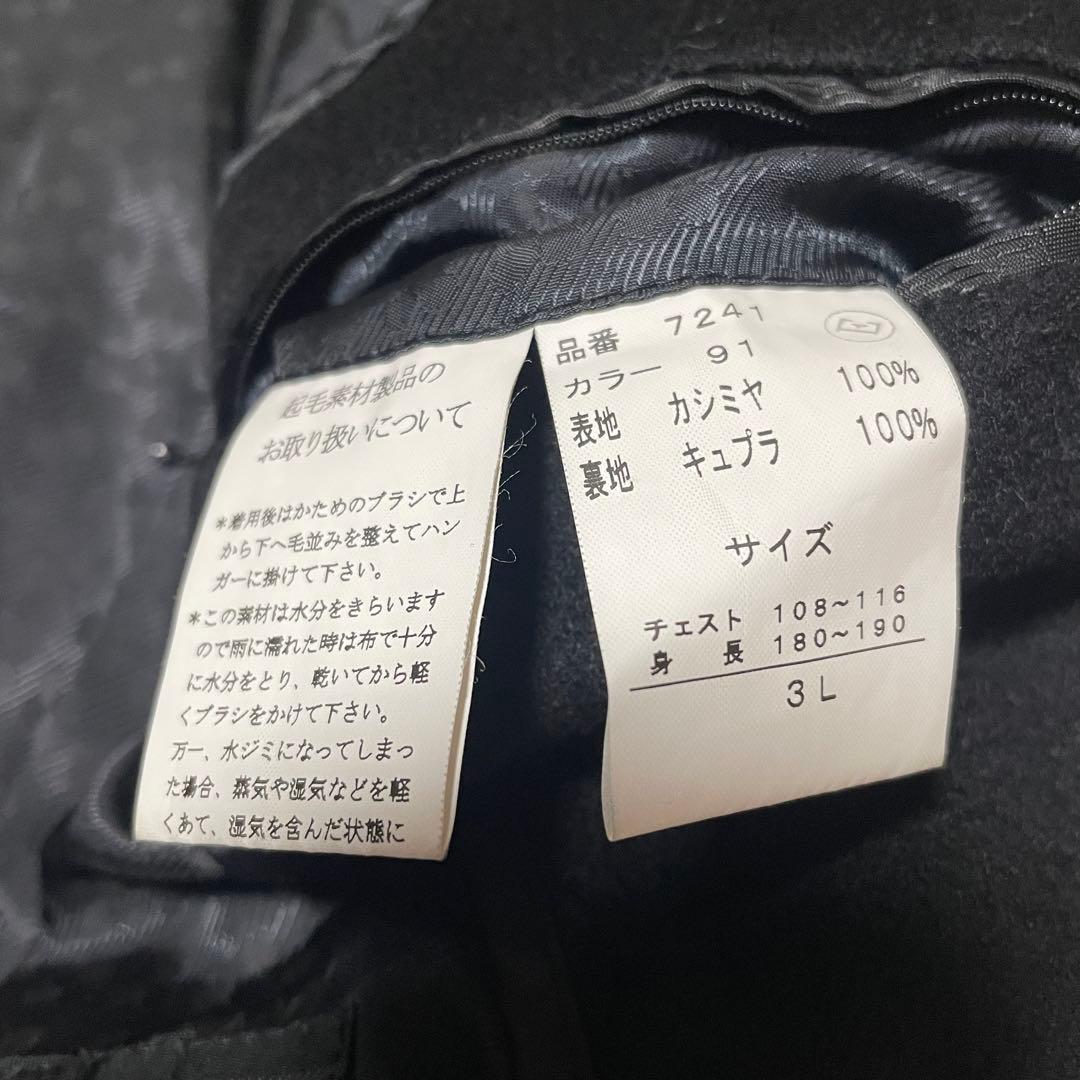 起毛素材製品の
お取り扱いについて
*着用後はかためのブラシで上
から下へ毛並みを整えてハン
ガーに掛けて下さい。
*この素材は水分をきらいます
ので雨に濡れた時は布で十分
に水分をとり、乾いてから軽
くブラシをかけて下さい。
万一、水ジミになってしまっ
た場合、蒸気や湿気などを軽
くあて、湿気を含んだ状態に
品番 7241
カラー 91
表地 カシミヤ 100%
裏地 キュプラ 100%
サイズ
チェスト 108~116
身 長 180~190
3L